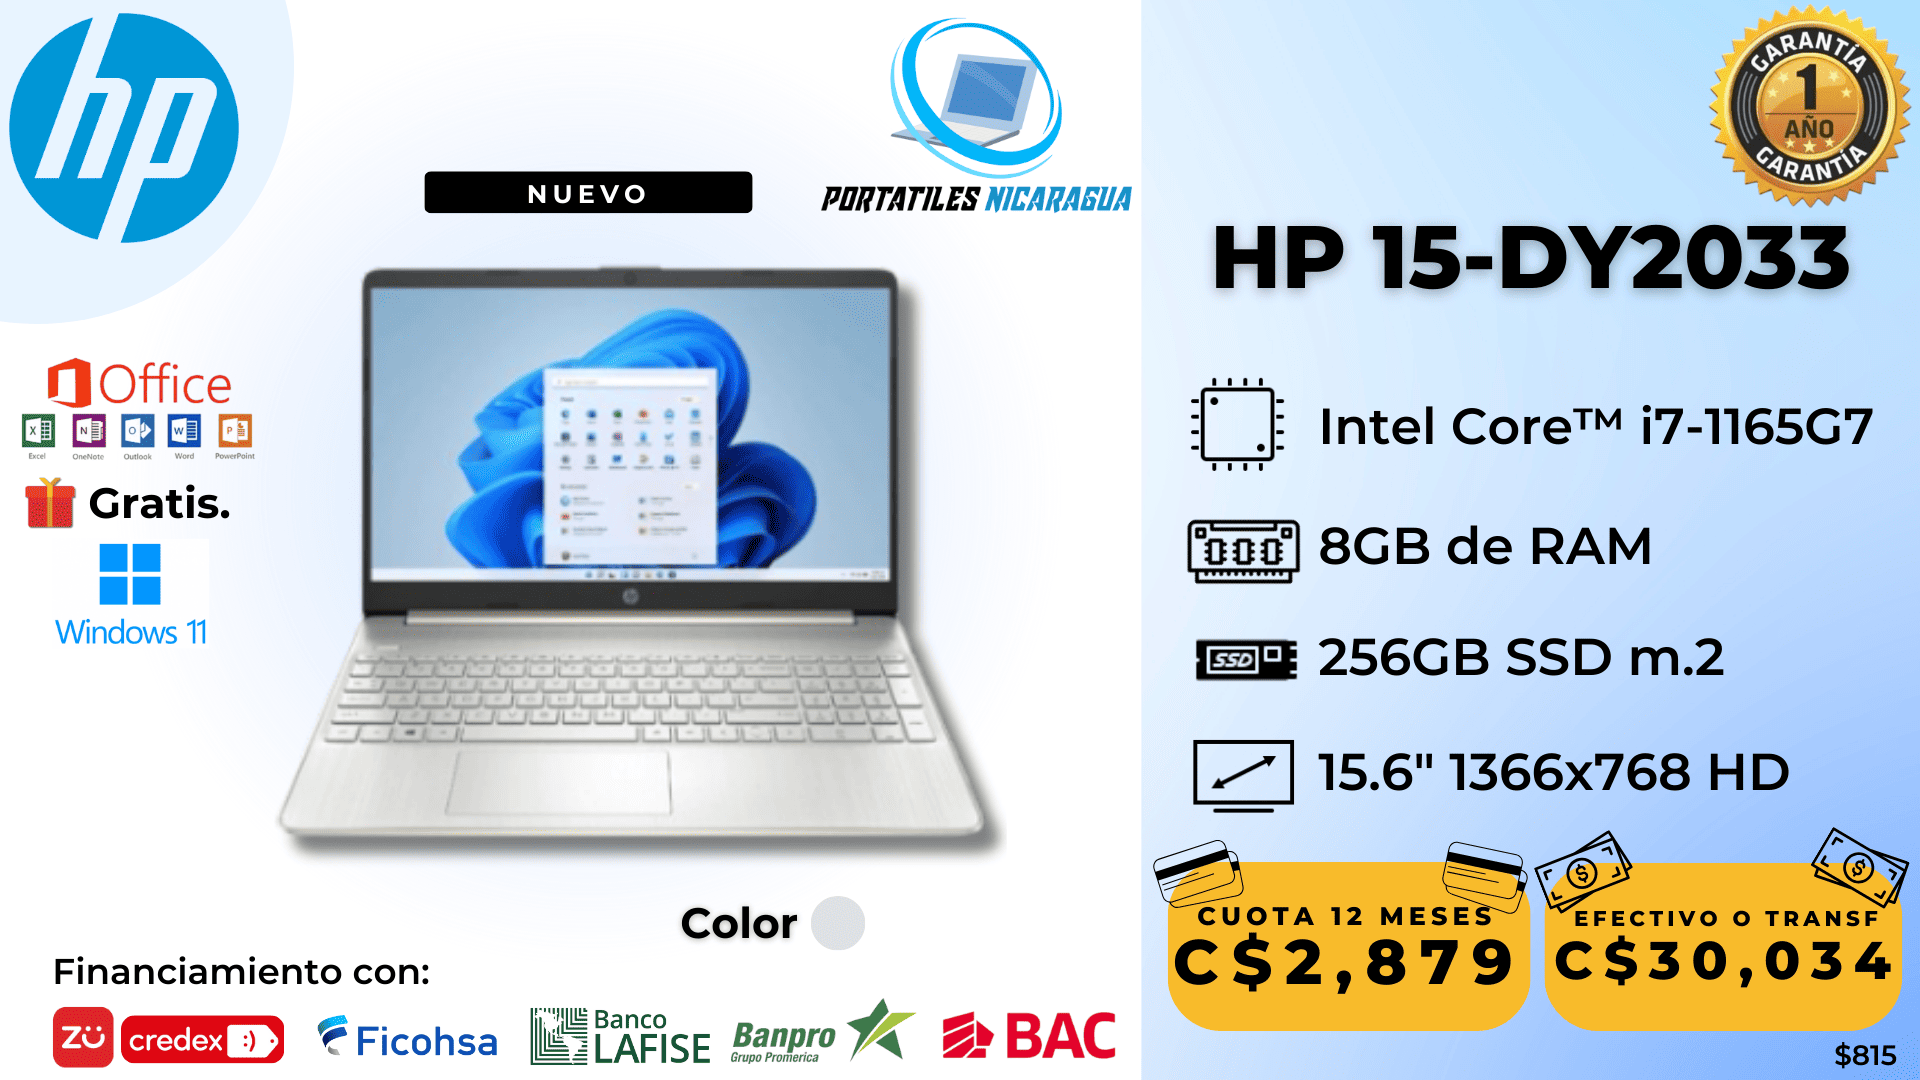 hp
PORTATILES NICARAGUA
NUEVO
GARANTÍA
1
AÑO
GARANTÍA
HP 15-DY2033
Office
Excel
OneNote
Outlook
Word
PowerPoint
Gratis.
Windows 11
Intel Core™ i7-1165G7
8GB de RAM
SSD
256GB SSD m.2
15.6" 1366x768 HD
Color
CUOTA 12 MESES
C$2,879
EFECTIVO O TRANSF
C$30,034
Financiamiento con:
zü
credex :)
Ficohsa
Banco
LAFISE
Banpro
Grupo Promerica
BAC
$815